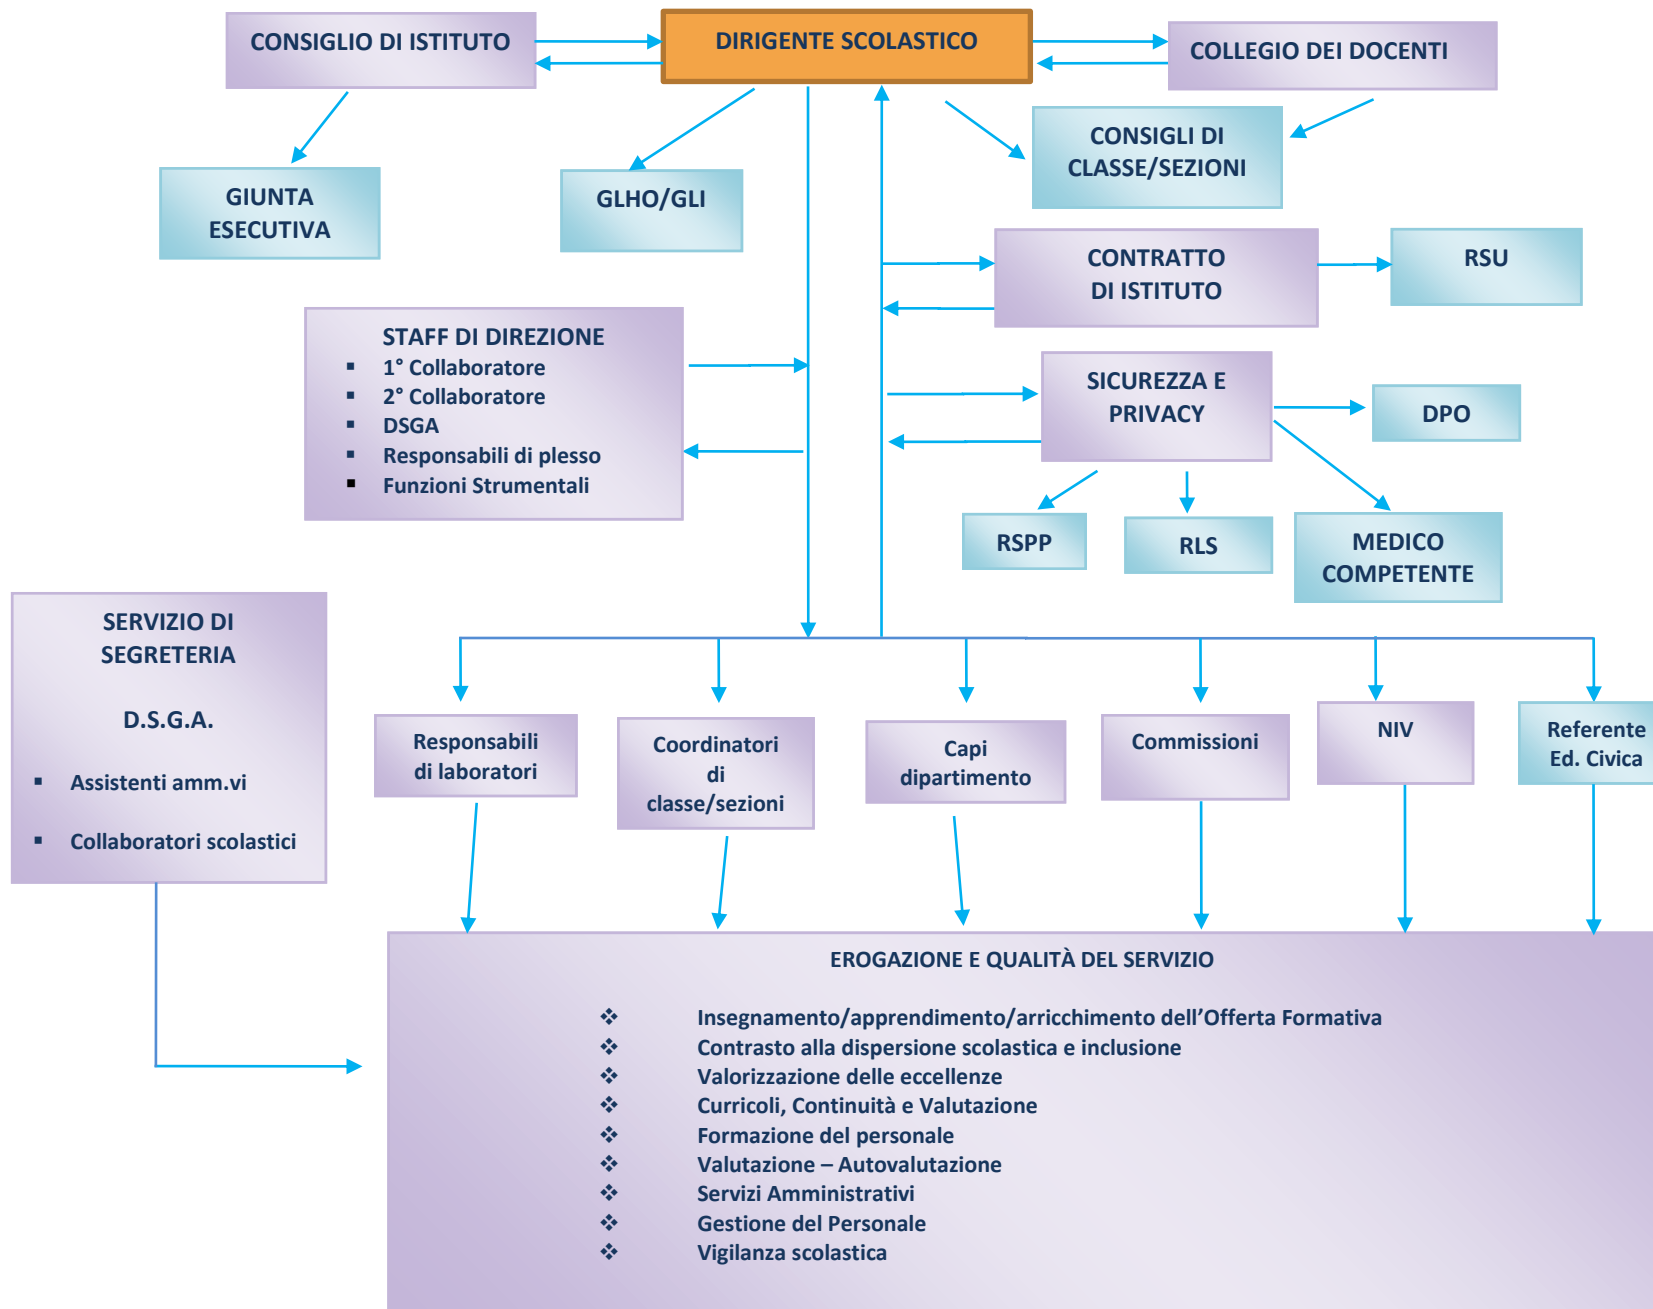 CONSIGLIO DI ISTITUTO
DIRIGENTE SCOLASTICO
COLLEGIO DEI DOCENTI
CONSIGLI DI
CLASSE/SEZIONI
GIUNTA
ESECUTIVA
GLHO/GLI
CONTRATTO
DI ISTITUTO
RSU
STAFF DI DIREZIONE
▪ 1° Collaboratore
▪ 2° Collaboratore
▪ DSGA
▪ Responsabili di plesso
▪ Funzioni Strumentali
SICUREZZA E
PRIVACY
DPO
RSPP
RLS
MEDICO
COMPETENTE
SERVIZIO DI
SEGRETERIA
D.S.G.A.
▪ Assistenti amm.vi
▪ Collaboratori scolastici
Responsabili
di laboratori
Coordinatori
di
classe/sezioni
Capi
dipartimento
Commissioni
NIV
Referente
Ed. Civica
EROGAZIONE E QUALITÀ DEL SERVIZIO
❖ Insegnamento/apprendimento/arricchimento dell’Offerta Formativa
❖ Contrasto alla dispersione scolastica e inclusione
❖ Valorizzazione delle eccellenze
❖ Curricoli, Continuità e Valutazione
❖ Formazione del personale
❖ Valutazione – Autovalutazione
❖ Servizi Amministrativi
❖ Gestione del Personale
❖ Vigilanza scolastica